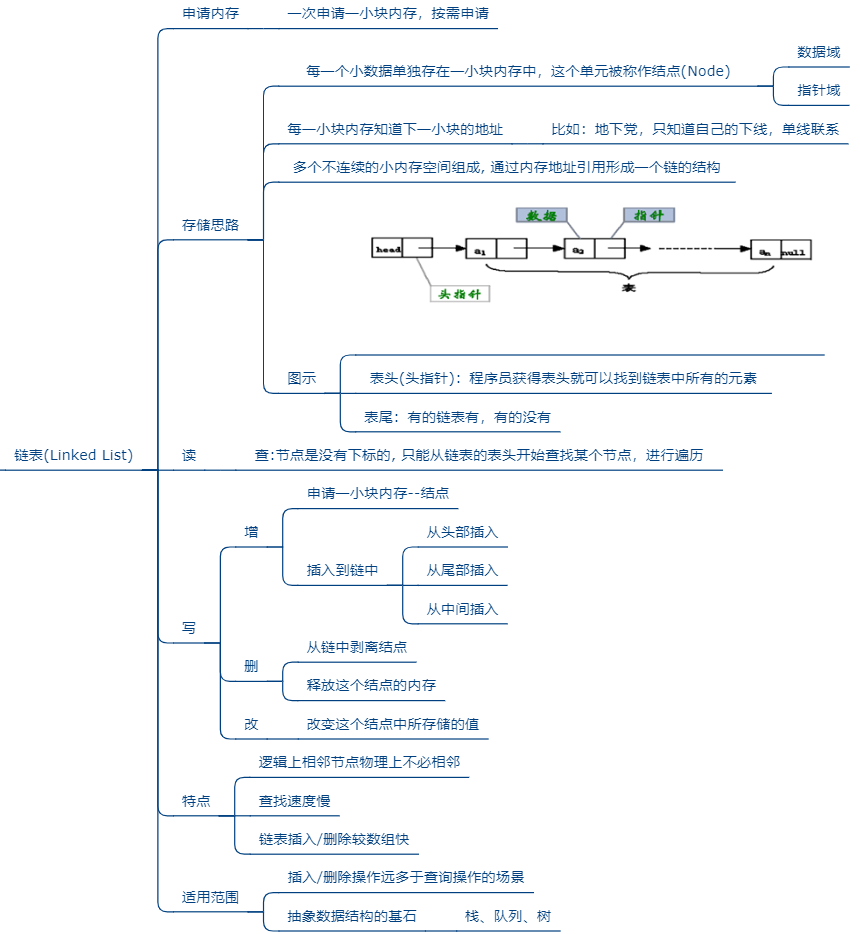 申请内存
一次申请一小块内存，按需申请
每一个小数据单独存在一小块内存中，这个单元被称作结点(Node)
数据域
指针域
每一小块内存知道下一小块的地址
比如：地下党，只知道自己的下线，单线联系
多个不连续的小内存空间组成, 通过内存地址引用形成一个链的结构
存储思路
数据
指针
head
a1
a2
an
null
头指针
表
图示
表头(头指针)：程序员获得表头就可以找到链表中所有的元素
表尾：有的链表有，有的没有
链表(Linked List)
读
查:节点是没有下标的, 只能从链表的表头开始查找某个节点，进行遍历
写
增
申请一小块内存--结点
插入到链中
从头部插入
从尾部插入
从中间插入
删
从链中剥离结点
释放这个结点的内存
改
改变这个结点中所存储的值
特点
逻辑上相邻节点物理上不必相邻
查找速度慢
链表插入/删除较数组快
适用范围
插入/删除操作远多于查询操作的场景
抽象数据结构的基石
栈、队列、树